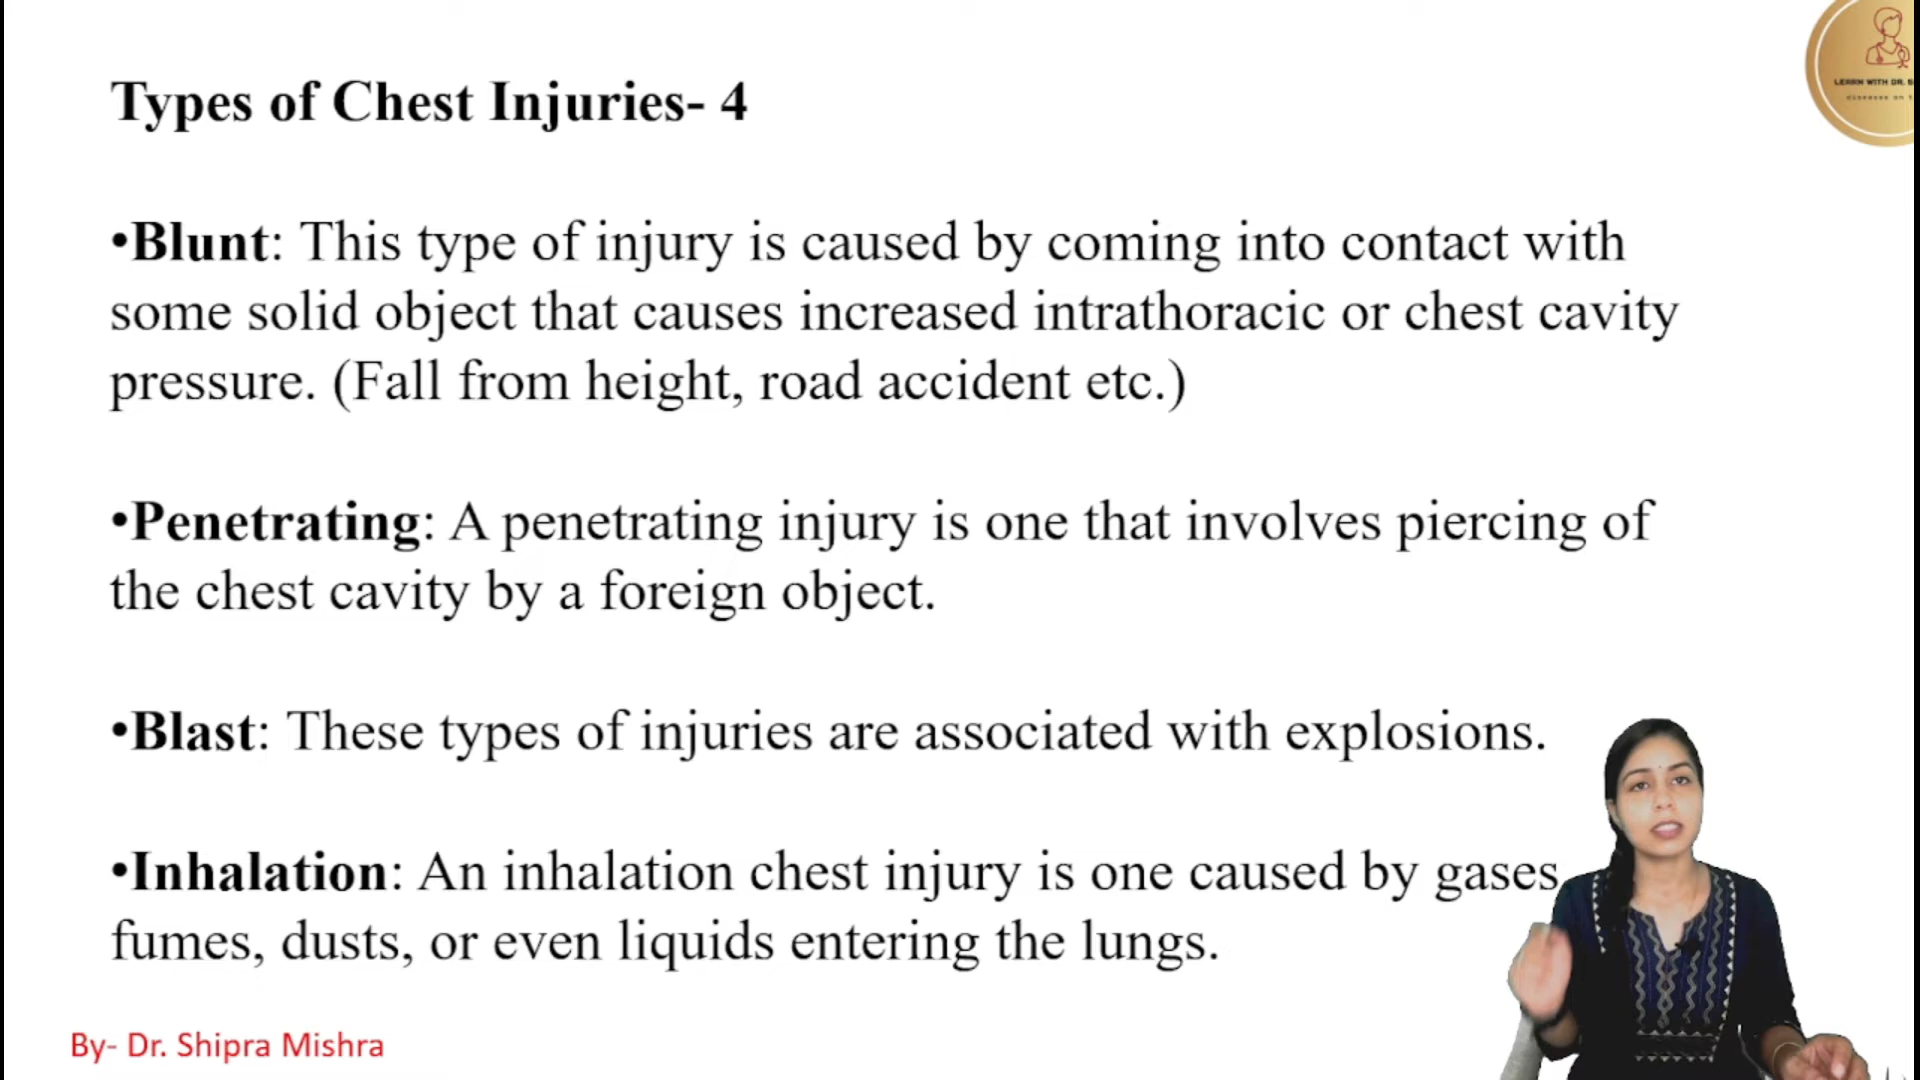 Types of Chest Injuries- 4
•Blunt: This type of injury is caused by coming into contact with
some solid object that causes increased intrathoracic or chest cavity
pressure. (Fall from height, road accident etc.)
•Penetrating: A penetrating injury is one that involves piercing of
the chest cavity by a foreign object.
•Blast: These types of injuries are associated with explosions.
•Inhalation: An inhalation chest injury is one caused by gases
fumes, dusts, or even liquids entering the lungs.
By- Dr. Shipra Mishra
LEARN WITH DR.